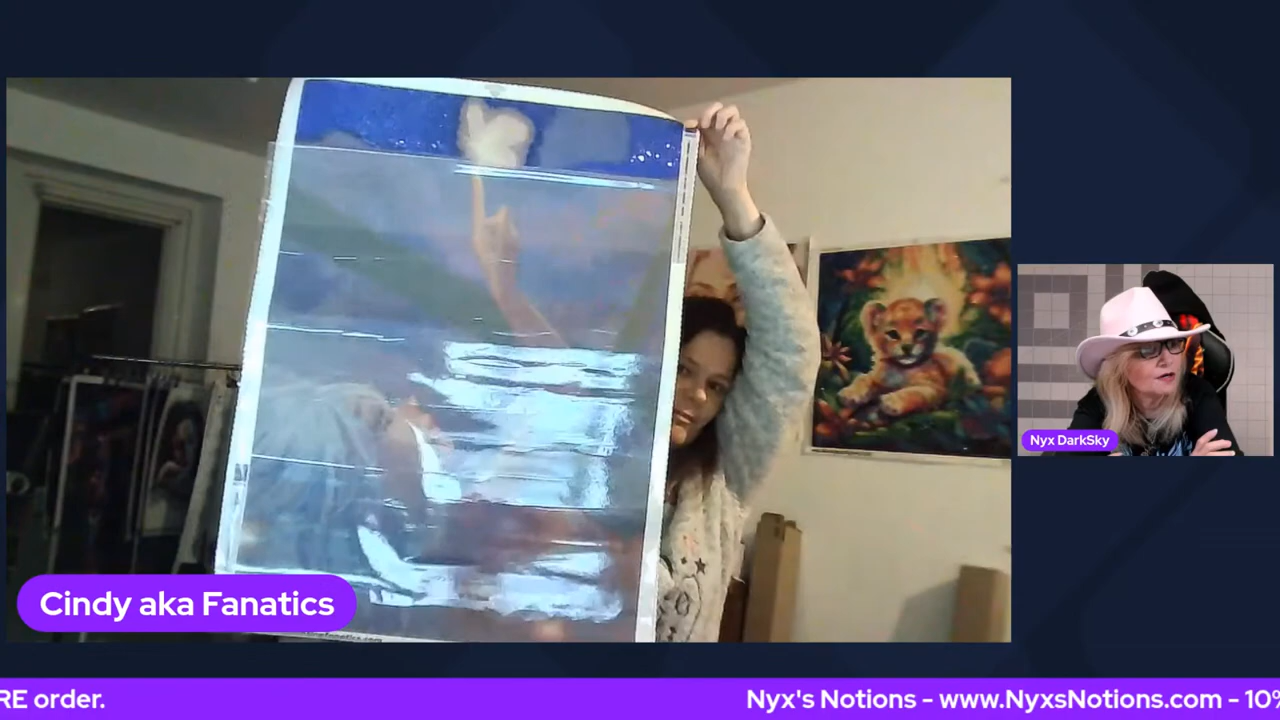 Nyx DarkSky
Cindy aka Fanatics
RE order.
Nyx's Notions - www.NyxsNotions.com - 10%